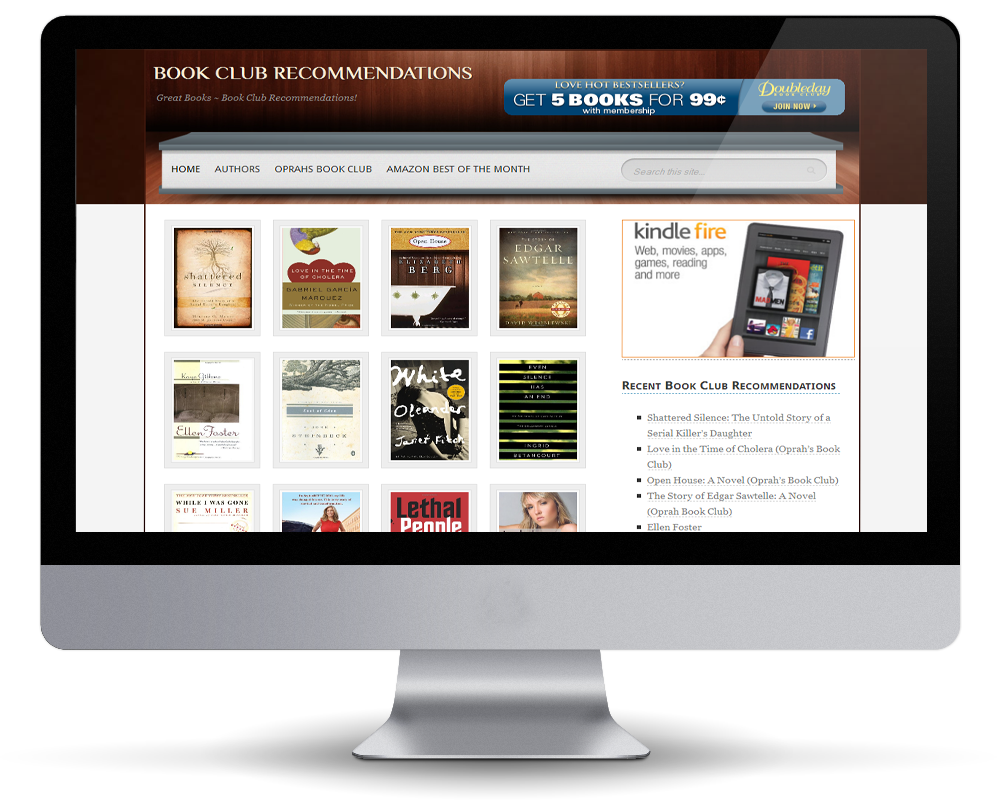 BOOK CLUB RECOMMENDATIONS
Great Books ~ Book Club Recommendations!
LOVE HOT BESTSELLERS?
GET 5 BOOKS FOR 99¢
with membership
Doubleday
BOOK CLUB
JOIN NOW
HOME AUTHORS OPRAHS BOOK CLUB AMAZON BEST OF THE MONTH
Search this site...
shattered
SILENCE
LOVE IN THE TIME
OF CHOLERA
GABRIEL GARCÍA
MARQUEZ
Open House
ELIZABETH
BERG
THE STORY OF
EDGAR
SAWTELLE
DAVID WROBLEWSKI
kindle fire
Web, movies, apps,
games, reading
and more
MAD MEN
Kaye Gibbons
Ellen Foster
East of Eden
JOHN
STEINBECK
White
Oleander
Janet Fitch
EVEN
SILENCE
HAS
AN END
INGRID
BETANCOURT
RECENT BOOK CLUB RECOMMENDATIONS
Shattered Silence: The Untold Story of a
Serial Killer's Daughter
Love in the Time of Cholera (Oprah's Book
Club)
Open House: A Novel (Oprah's Book Club)
The Story of Edgar Sawtelle: A Novel
(Oprah Book Club)
Ellen Foster
WHILE I WAS GONE
SUE MILLER
Lethal
People